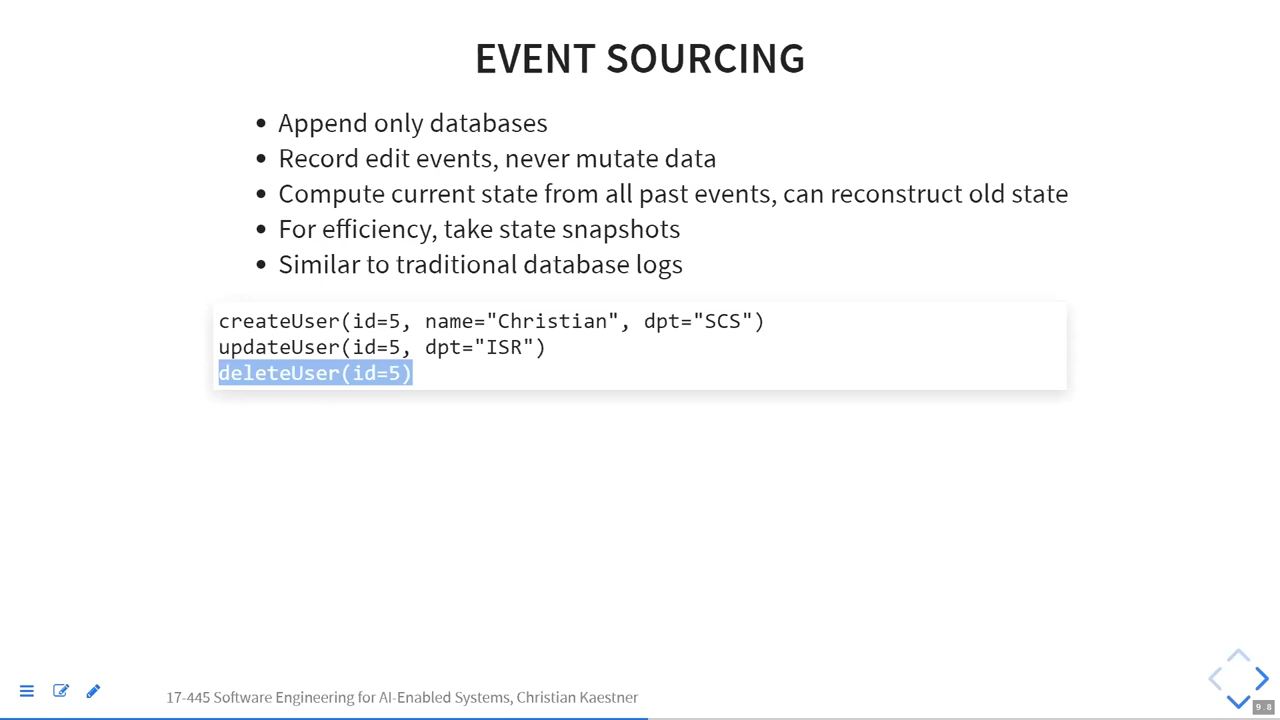 EVENT SOURCING
• Append only databases
• Record edit events, never mutate data
• Compute current state from all past events, can reconstruct old state
• For efficiency, take state snapshots
• Similar to traditional database logs
createUser(id=5, name="Christian", dpt="SCS")
updateUser(id=5, dpt="ISR")
deleteUser(id=5)
17-445 Software Engineering for AI-Enabled Systems, Christian Kaestner
9.8